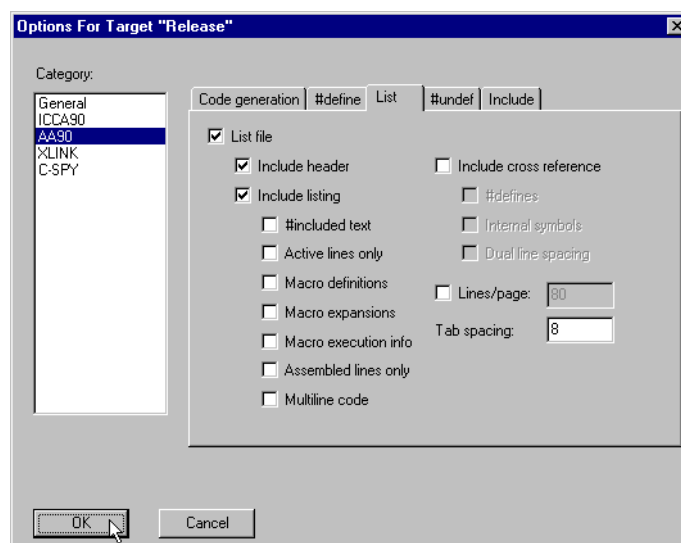 Options For Target "Release"
Category:
General
ICCA90
AA90
XLINK
C-SPY
Code generation
#define
List
#undef
Include
List file
Include header
Include listing
#included text
Active lines only
Macro definitions
Macro expansions
Macro execution info
Assembled lines only
Multiline code
Include cross reference
#defines
Internal symbols
Dual line spacing
Lines/page: 80
Tab spacing: 8
OK
Cancel